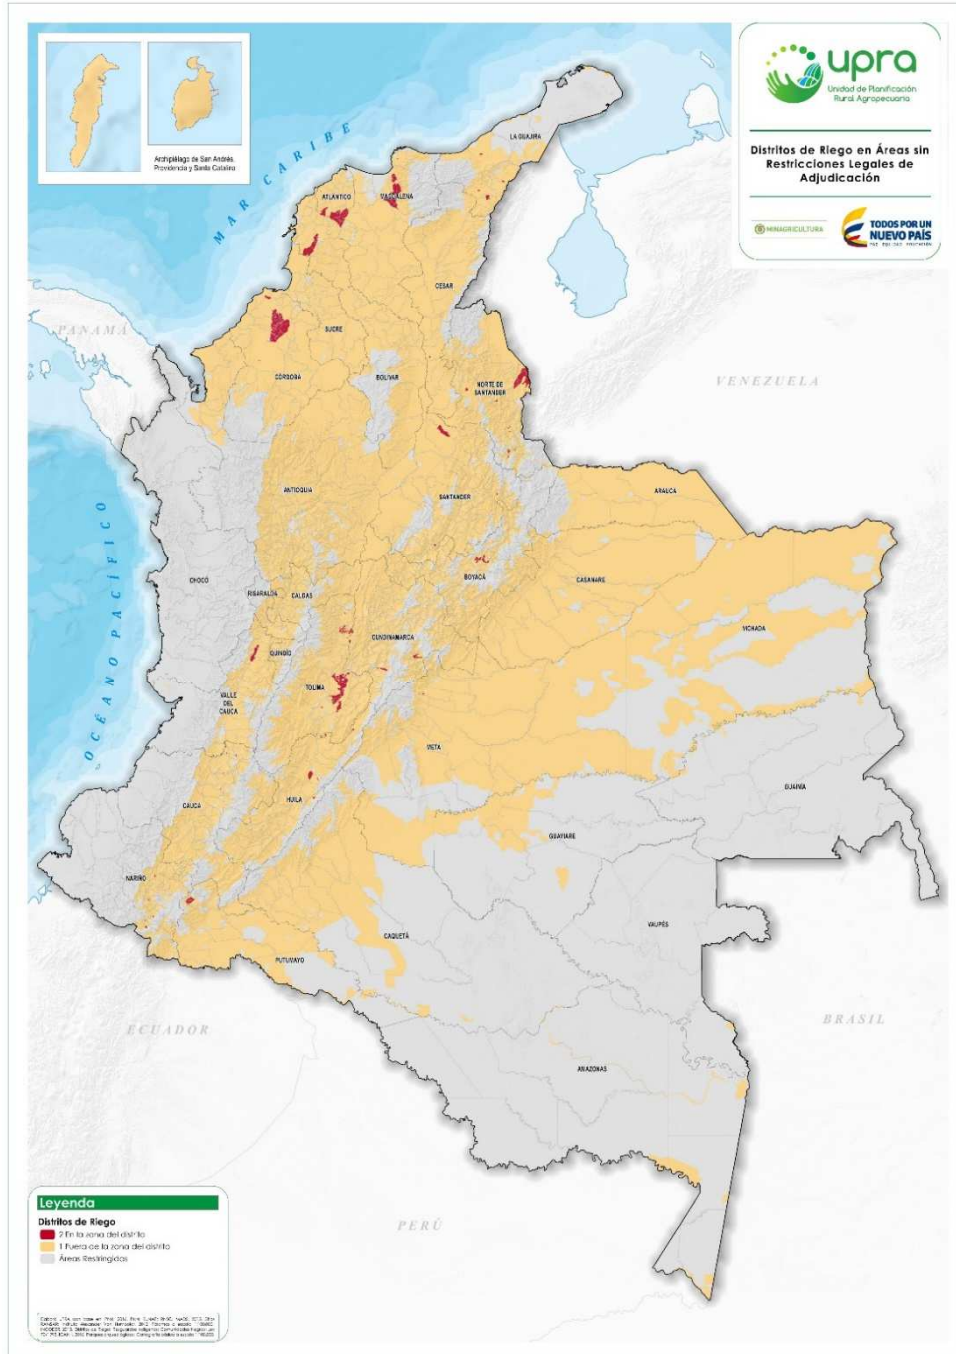 upra
Unidad de Planificación
Rural Agropecuaria
Distritos de Riego en Áreas sin
Restricciones Legales de
Adjudicación
MINAGRICULTURA
TODOS POR UN
NUEVO PAÍS
PAZ EQUIDAD EDUCACIÓN
Archipiélago de San Andrés,
Providencia y Santa Catalina
MAR CARIBE
LA GUAJIRA
ATLÁNTICO
MAGDALENA
CESAR
PANAMÁ
SUCRE
CÓRDOBA
BOLÍVAR
NORTE DE
SANTANDER
VENEZUELA
ANTIOQUIA
SANTANDER
ARAUCA
OCÉANO PACÍFICO
CHOCÓ
BOYACÁ
CASANARE
RISARALDA
CALDAS
VICHADA
CUNDINAMARCA
QUINDÍO
TOLIMA
VALLE
DEL
CAUCA
META
GUAINÍA
CAUCA
HUILA
GUAVIARE
NARIÑO
VAUPÉS
CAQUETÁ
PUTUMAYO
ECUADOR
BRASIL
AMAZONAS
PERÚ
Leyenda
Distritos de Riego
2 En la zona del distrito
1 Fuera de la zona del distrito
Áreas Restringidas